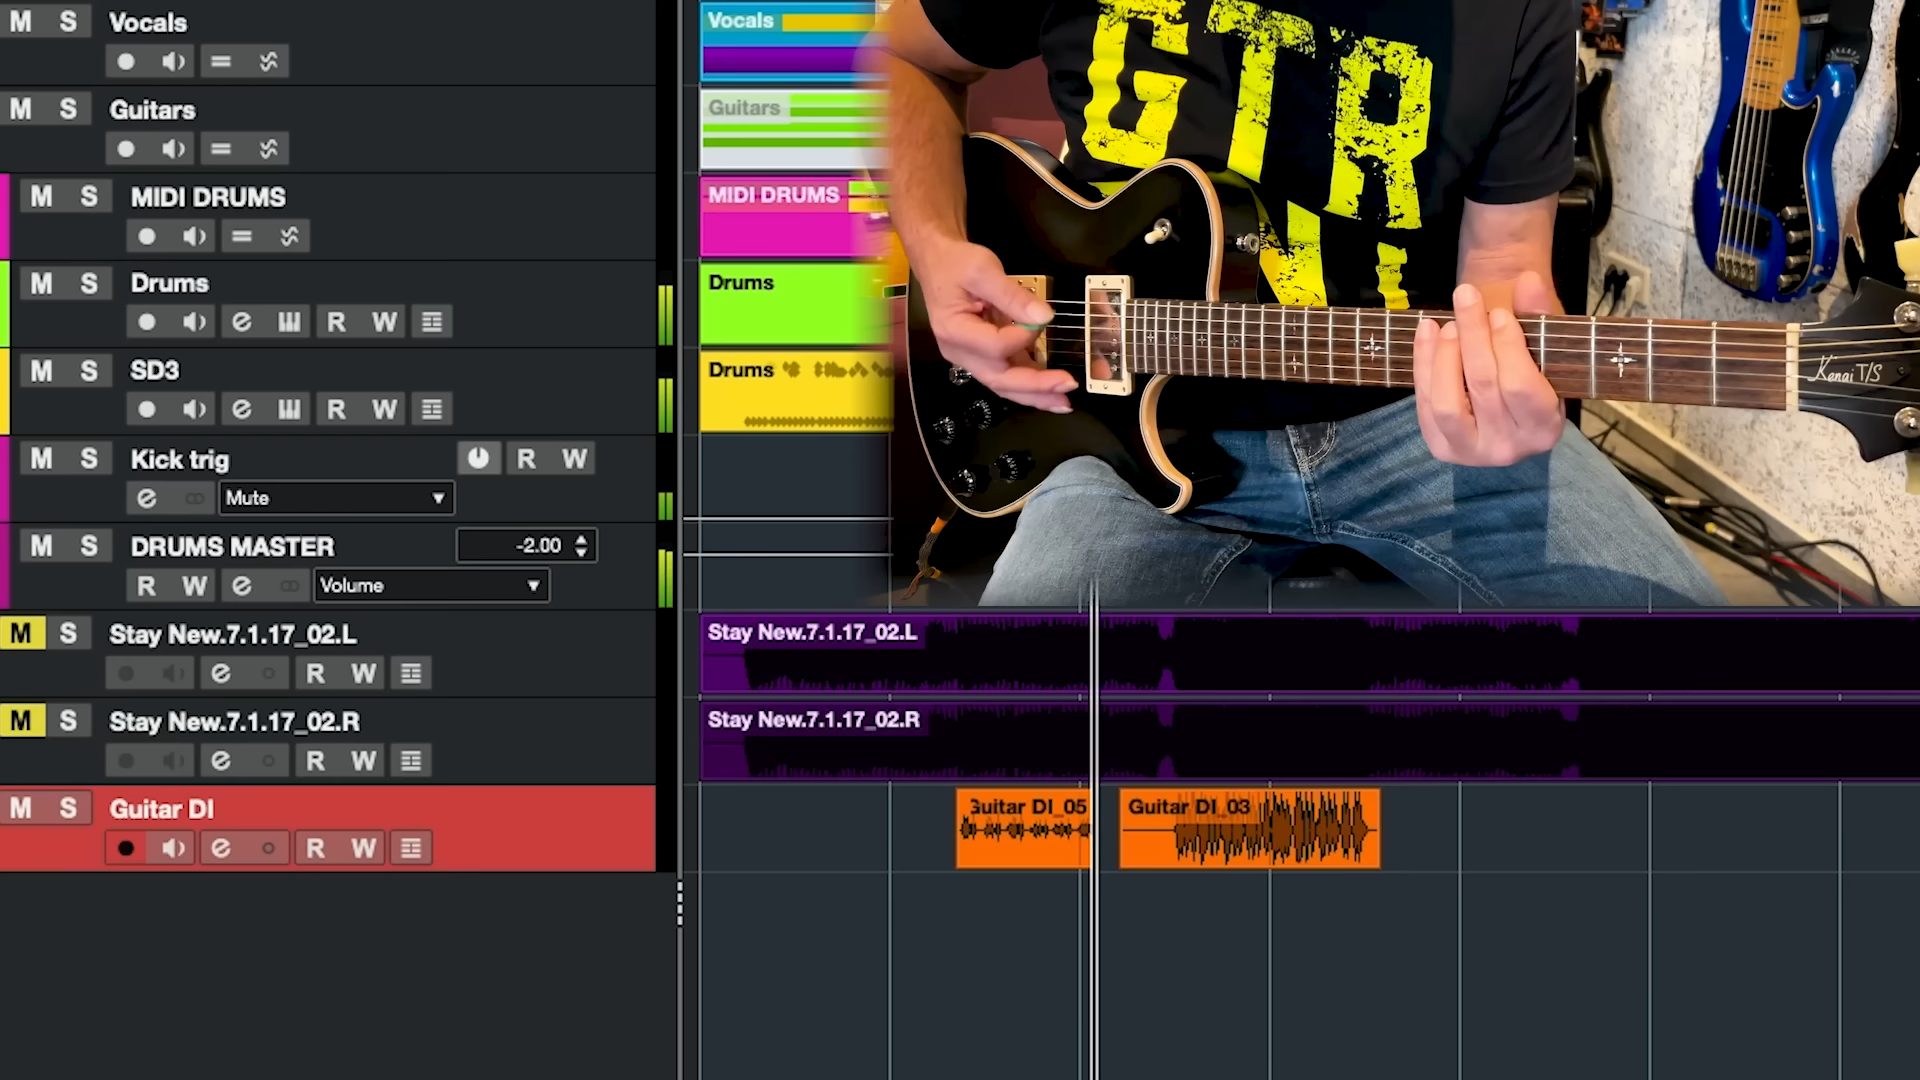 M S Vocals
M S Guitars
M S MIDI DRUMS
M S Drums
R W
M S SD3
R W
M S Kick trig R W
Mute
M S DRUMS MASTER -2.00
R W Volume
M S Stay New.7.1.17_02.L
R W
M S Stay New.7.1.17_02.R
R W
M S Guitar DI
R W
Vocals
Guitars
MIDI DRUMS
Drums
Drums
Stay New.7.1.17_02.L
Stay New.7.1.17_02.R
Guitar DI_05
Guitar DI_03
GTR
Kenai T/S